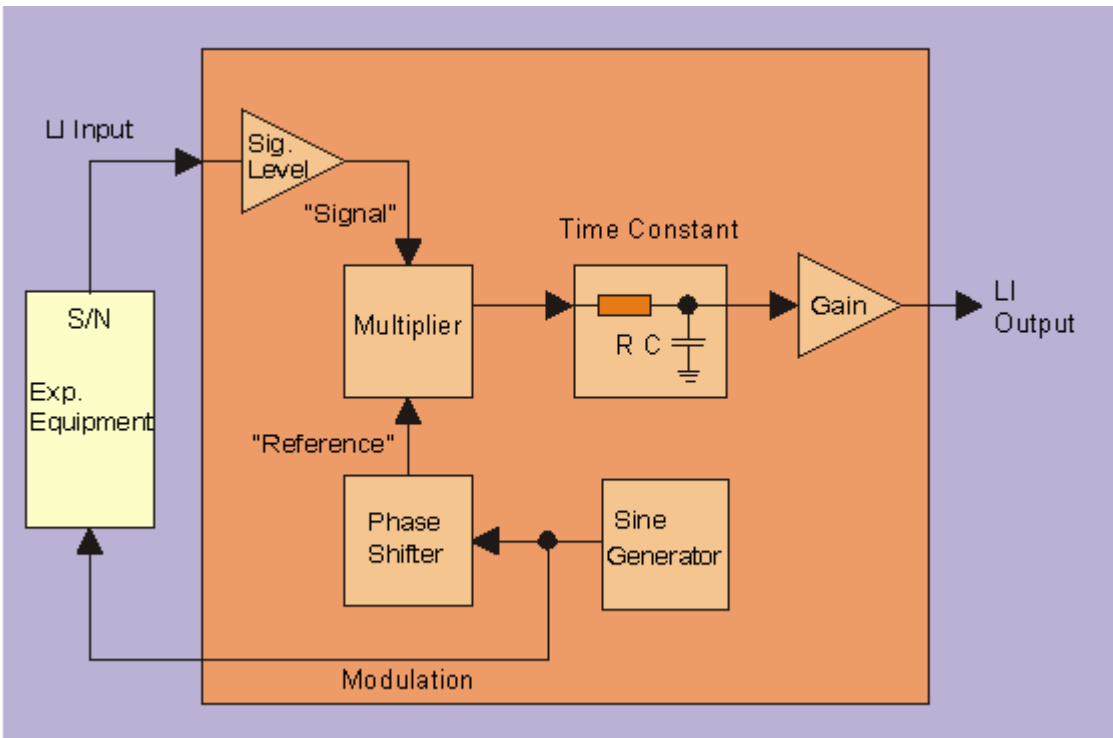 LI Input
Sig.
Level
"Signal"
Time Constant
S/N
Exp.
Equipment
Multiplier
R C
Gain
LI
Output
"Reference"
Phase
Shifter
Sine
Generator
Modulation